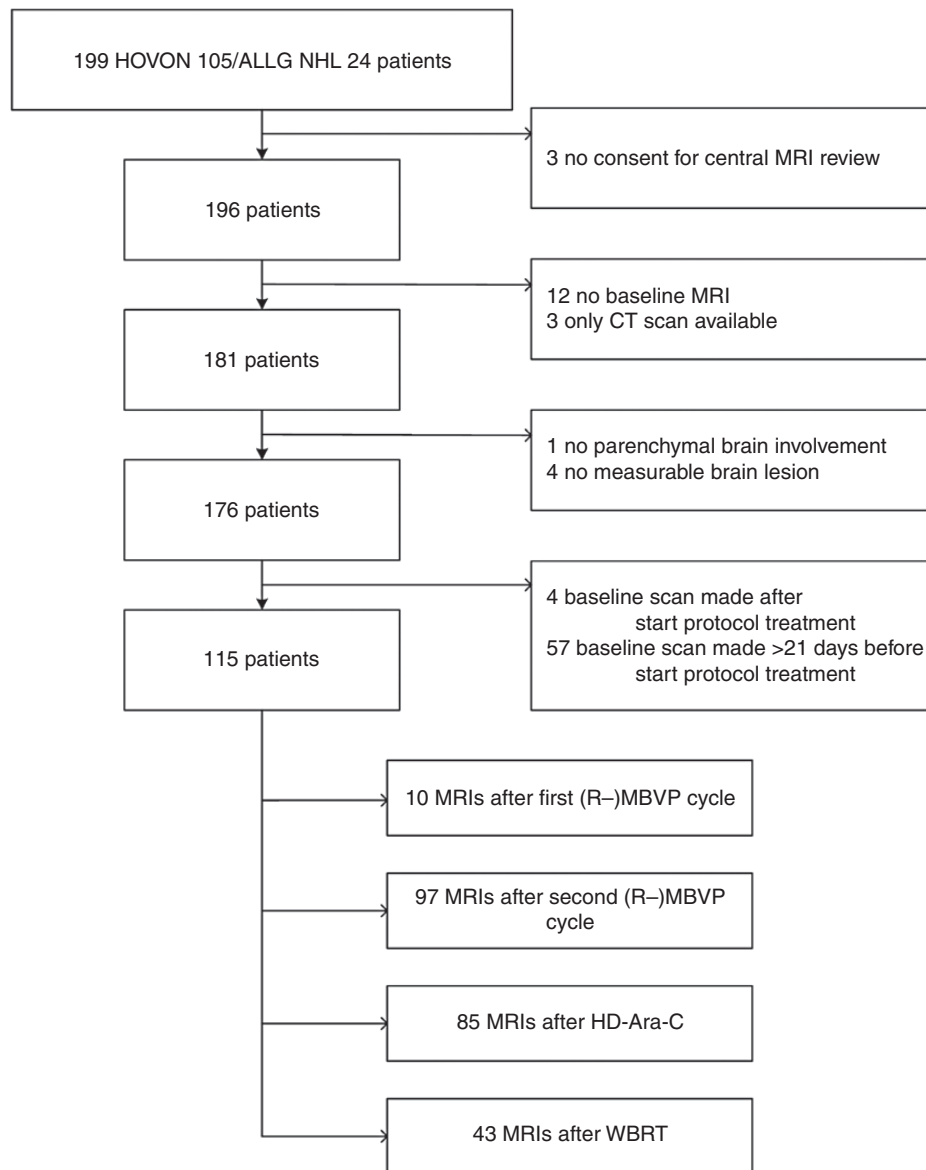 199 HOVON 105/ALLG NHL 24 patients
3 no consent for central MRI review
196 patients
12 no baseline MRI
3 only CT scan available
181 patients
1 no parenchymal brain involvement
4 no measurable brain lesion
176 patients
4 baseline scan made after
start protocol treatment
57 baseline scan made >21 days before
start protocol treatment
115 patients
10 MRIs after first (R–)MBVP cycle
97 MRIs after second (R–)MBVP
cycle
85 MRIs after HD-Ara-C
43 MRIs after WBRT